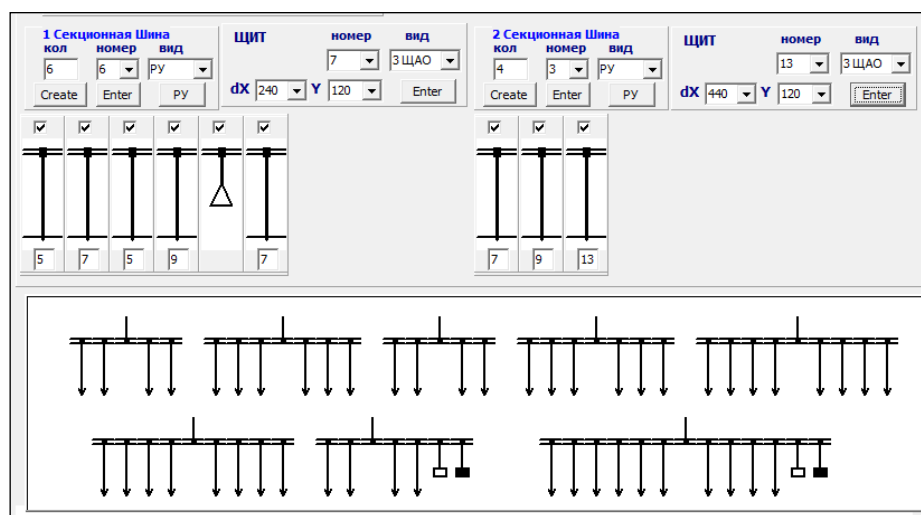 1 Секционная Шина
кол номер вид
6 6 РУ
Create Enter РУ
ЩИТ номер вид
7 3 ЩАО
dX 240 Y 120 Enter
2 Секционная Шина
кол номер вид
4 3 РУ
Create Enter РУ
ЩИТ номер вид
13 3 ЩАО
dX 440 Y 120 Enter
5 7 5 9 7
7 9 13